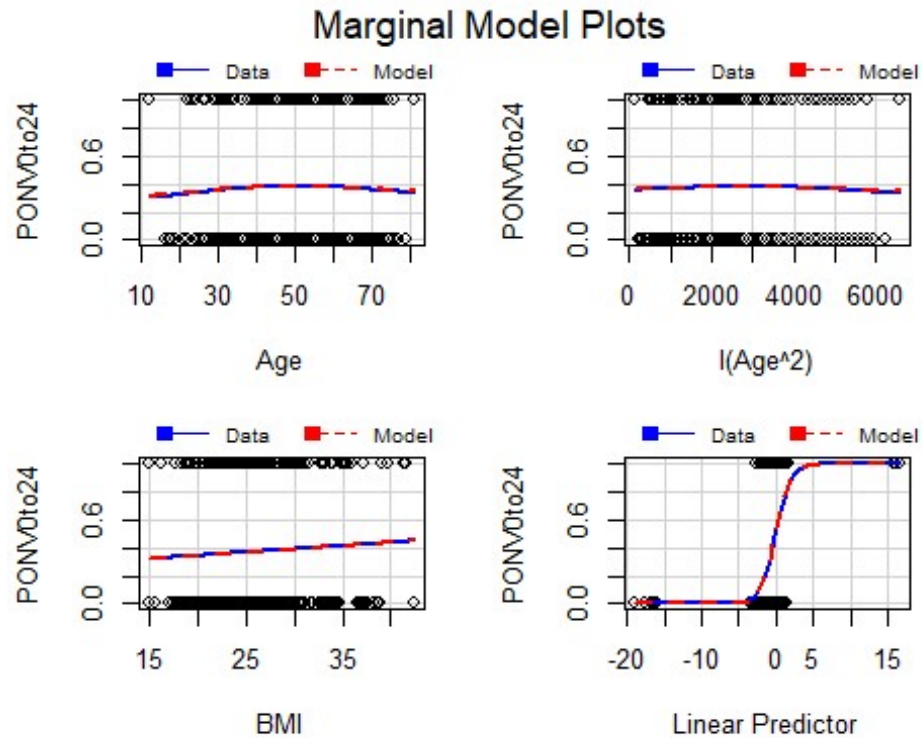 Marginal Model Plots
Data Model
PONV0to24
0.0 0.6
10 30 50 70
Age
Data Model
PONV0to24
0.0 0.6
0 2000 4000 6000
I(Age^2)
Data Model
PONV0to24
0.0 0.6
15 25 35
BMI
Data Model
PONV0to24
0.0 0.6
-20 -10 0 5 15
Linear Predictor